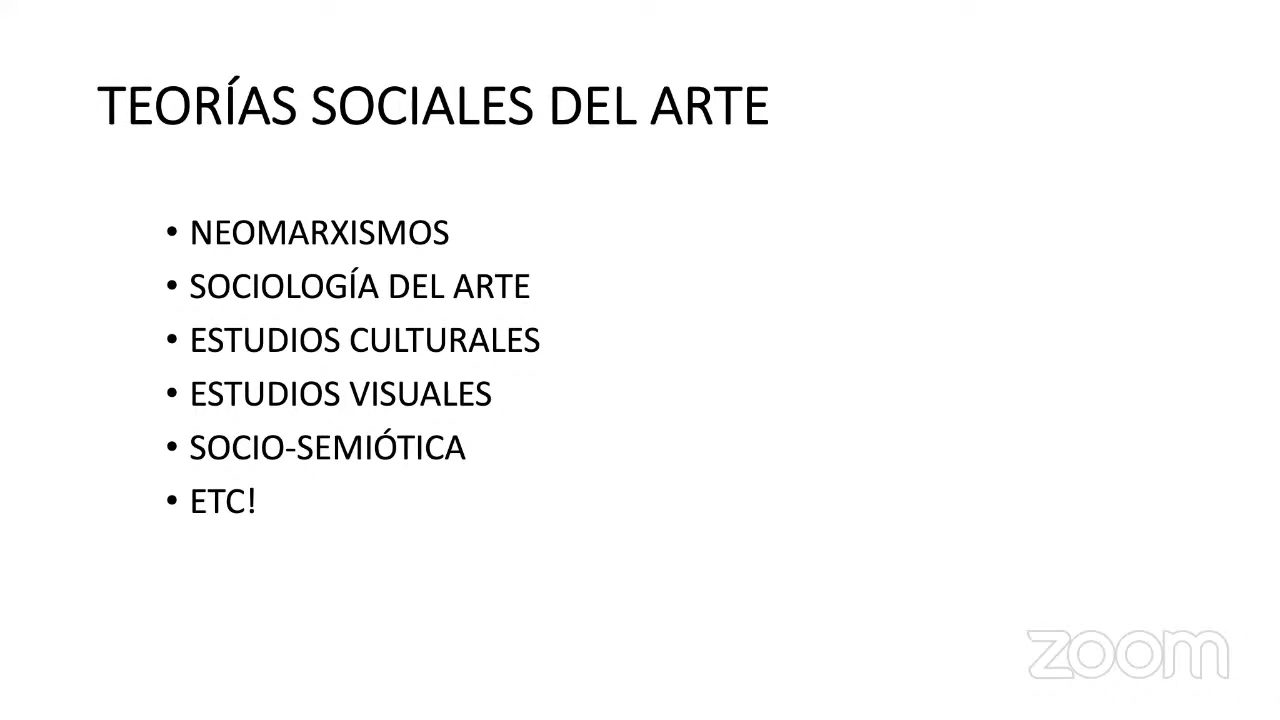 TEORÍAS SOCIALES DEL ARTE
• NEOMARXISMOS
• SOCIOLOGÍA DEL ARTE
• ESTUDIOS CULTURALES
• ESTUDIOS VISUALES
• SOCIO-SEMIÓTICA
• ETC!
zoom